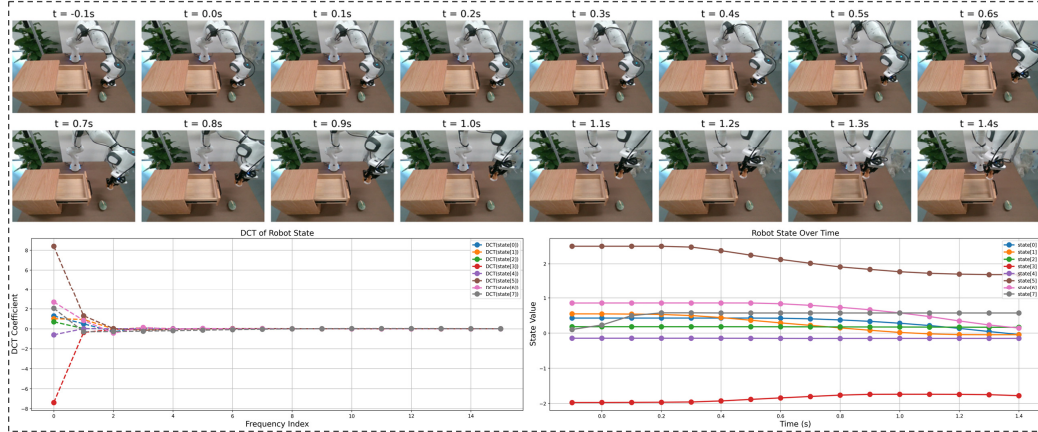 t = -0.1s t = 0.0s t = 0.1s t = 0.2s t = 0.3s t = 0.4s t = 0.5s t = 0.6s
t = 0.7s t = 0.8s t = 0.9s t = 1.0s t = 1.1s t = 1.2s t = 1.3s t = 1.4s
DCT of Robot State
DCT Coefficient
8
6
4
2
0
−2
−4
−6
−8
0 2 4 6 8 10 12 14
Frequency Index
DCT(state[0])
DCT(state[1])
DCT(state[2])
DCT(state[3])
DCT(state[4])
DCT(state[5])
DCT(state[6])
DCT(state[7])
Robot State Over Time
State Value
2
1
0
−1
−2
0.0 0.2 0.4 0.6 0.8 1.0 1.2 1.4
Time (s)
state[0]
state[1]
state[2]
state[3]
state[4]
state[5]
state[6]
state[7]